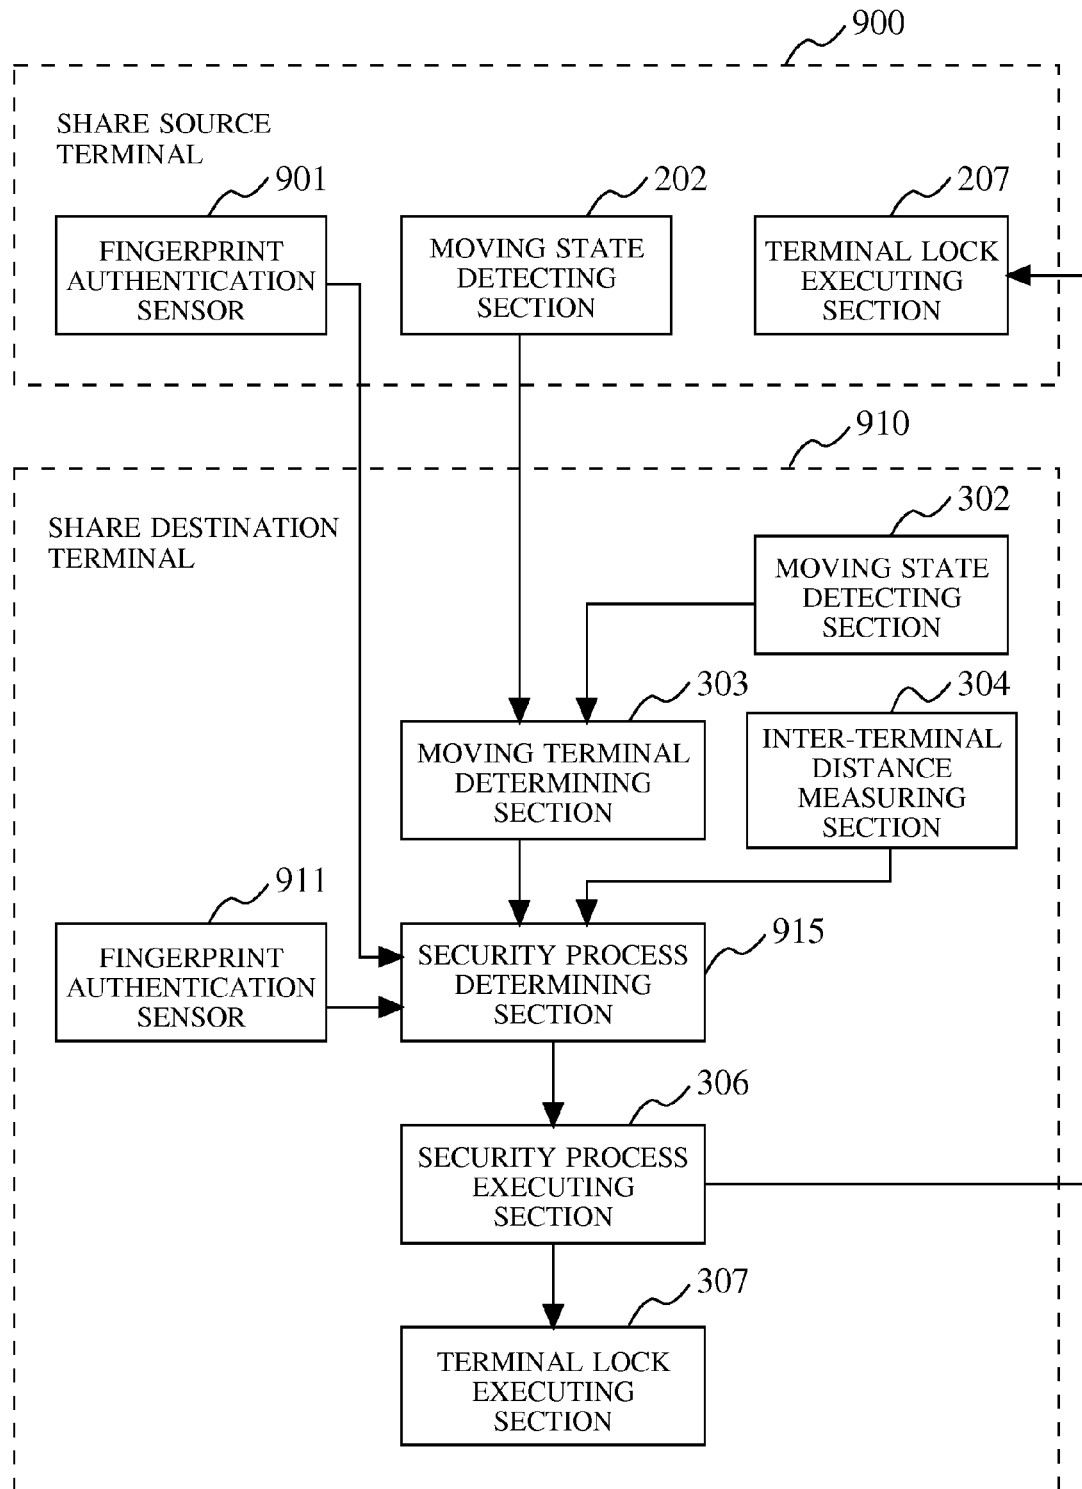 900
SHARE SOURCE
TERMINAL
901
202
207
FINGERPRINT
AUTHENTICATION
SENSOR
MOVING STATE
DETECTING
SECTION
TERMINAL LOCK
EXECUTING
SECTION
910
SHARE DESTINATION
TERMINAL
302
MOVING STATE
DETECTING
SECTION
303
304
MOVING TERMINAL
DETERMINING
SECTION
INTER-TERMINAL
DISTANCE
MEASURING
SECTION
911
915
FINGERPRINT
AUTHENTICATION
SENSOR
SECURITY PROCESS
DETERMINING
SECTION
306
SECURITY PROCESS
EXECUTING
SECTION
307
TERMINAL LOCK
EXECUTING
SECTION